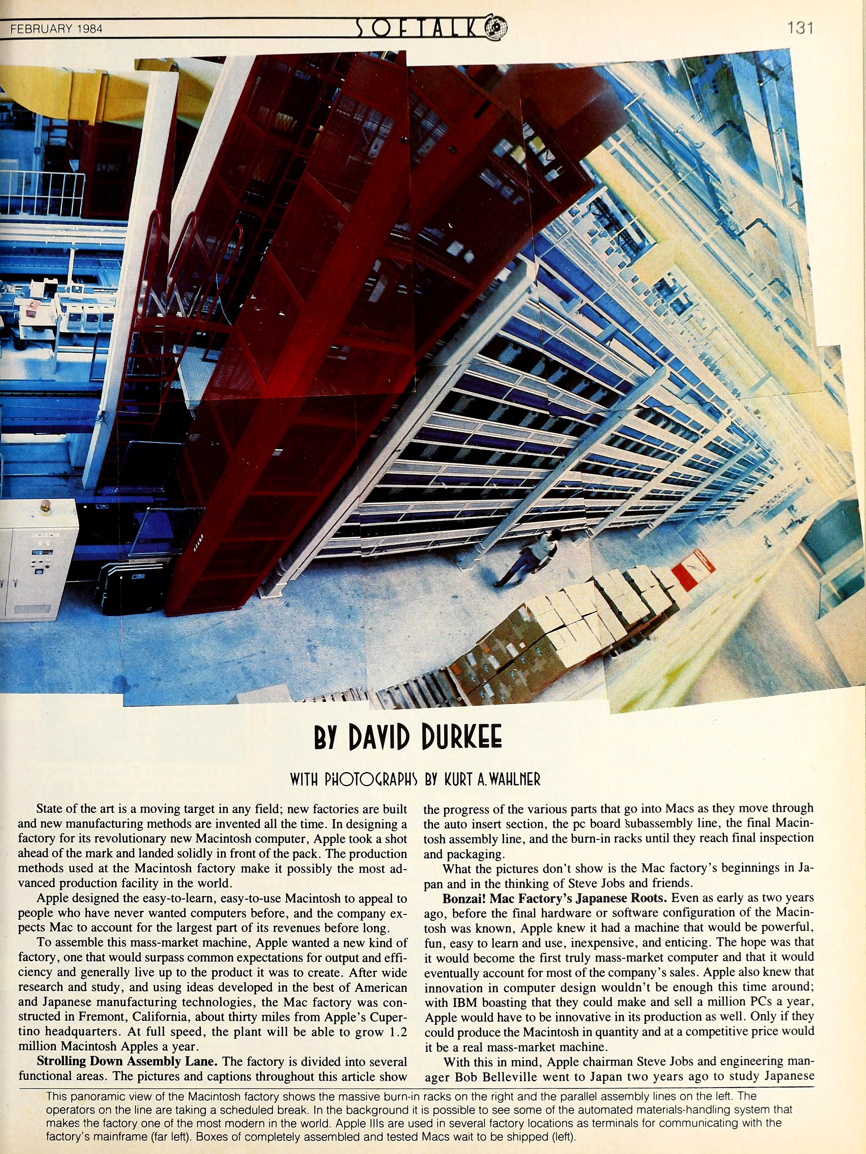 FEBRUARY 1984
SOFTALK
131
BY DAVID DURKEE
WITH PHOTOGRAPHS BY KURT A. WAHLNER
State of the art is a moving target in any field; new factories are built
and new manufacturing methods are invented all the time. In designing a
factory for its revolutionary new Macintosh computer, Apple took a shot
ahead of the mark and landed solidly in front of the pack. The production
methods used at the Macintosh factory make it possibly the most ad-
vanced production facility in the world.
Apple designed the easy-to-learn, easy-to-use Macintosh to appeal to
people who have never wanted computers before, and the company ex-
pects Mac to account for the largest part of its revenues before long.
To assemble this mass-market machine, Apple wanted a new kind of
factory, one that would surpass common expectations for output and effi-
ciency and generally live up to the product it was to create. After wide
research and study, and using ideas developed in the best of American
and Japanese manufacturing technologies, the Mac factory was con-
structed in Fremont, California, about thirty miles from Apple's Cuper-
tino headquarters. At full speed, the plant will be able to grow 1.2
million Macintosh Apples a year.
Strolling Down Assembly Lane. The factory is divided into several
functional areas. The pictures and captions throughout this article show
the progress of the various parts that go into Macs as they move through
the auto insert section, the pc board subassembly line, the final Macin-
tosh assembly line, and the burn-in racks until they reach final inspection
and packaging.
What the pictures don't show is the Mac factory's beginnings in Ja-
pan and in the thinking of Steve Jobs and friends.
Bonzai! Mac Factory's Japanese Roots. Even as early as two years
ago, before the final hardware or software configuration of the Macin-
tosh was known, Apple knew it had a machine that would be powerful,
fun, easy to learn and use, inexpensive, and enticing. The hope was that
it would become the first truly mass-market computer and that it would
eventually account for most of the company's sales. Apple also knew that
innovation in computer design wouldn't be enough this time around;
with IBM boasting that they could make and sell a million PCs a year,
Apple would have to be innovative in its production as well. Only if they
could produce the Macintosh in quantity and at a competitive price would
it be a real mass-market machine.
With this in mind, Apple chairman Steve Jobs and engineering man-
ager Bob Belleville went to Japan two years ago to study Japanese
This panoramic view of the Macintosh factory shows the massive burn-in racks on the right and the parallel assembly lines on the left. The
operators on the line are taking a scheduled break. In the background it is possible to see some of the automated materials-handling system that
makes the factory one of the most modern in the world. Apple IIIs are used in several factory locations as terminals for communicating with the
factory's mainframe (far left). Boxes of completely assembled and tested Macs wait to be shipped (left).